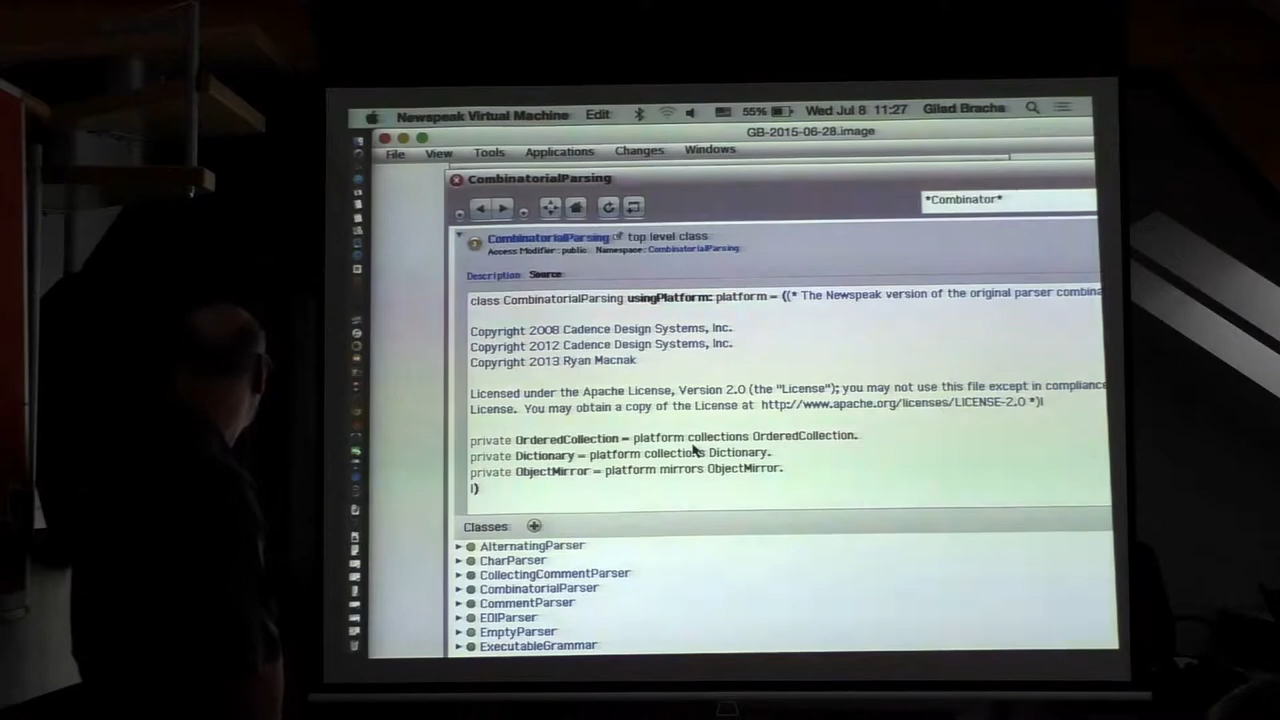 Newspeak Virtual Machine Edit 55% Wed Jul 8 11:27 Gilad Bracha
GB-2015-06-28.image
File View Tools Applications Changes Windows
CombinatorialParsing
*Combinator*
CombinatorialParsing top level class
Access Modifier: public Namespace: CombinatorialParsing
Description Source
class CombinatorialParsing usingPlatform: platform = ((* The Newspeak version of the original parser combina
Copyright 2008 Cadence Design Systems, Inc.
Copyright 2012 Cadence Design Systems, Inc.
Copyright 2013 Ryan Macnak
Licensed under the Apache License, Version 2.0 (the "License"); you may not use this file except in compliance
License. You may obtain a copy of the License at http://www.apache.org/licenses/LICENSE-2.0 *)|
private OrderedCollection = platform collections OrderedCollection.
private Dictionary = platform collections Dictionary.
private ObjectMirror = platform mirrors ObjectMirror.
|)
Classes
AlternatingParser
CharParser
CollectingCommentParser
CombinatorialParser
CommentParser
EOIParser
EmptyParser
ExecutableGrammar